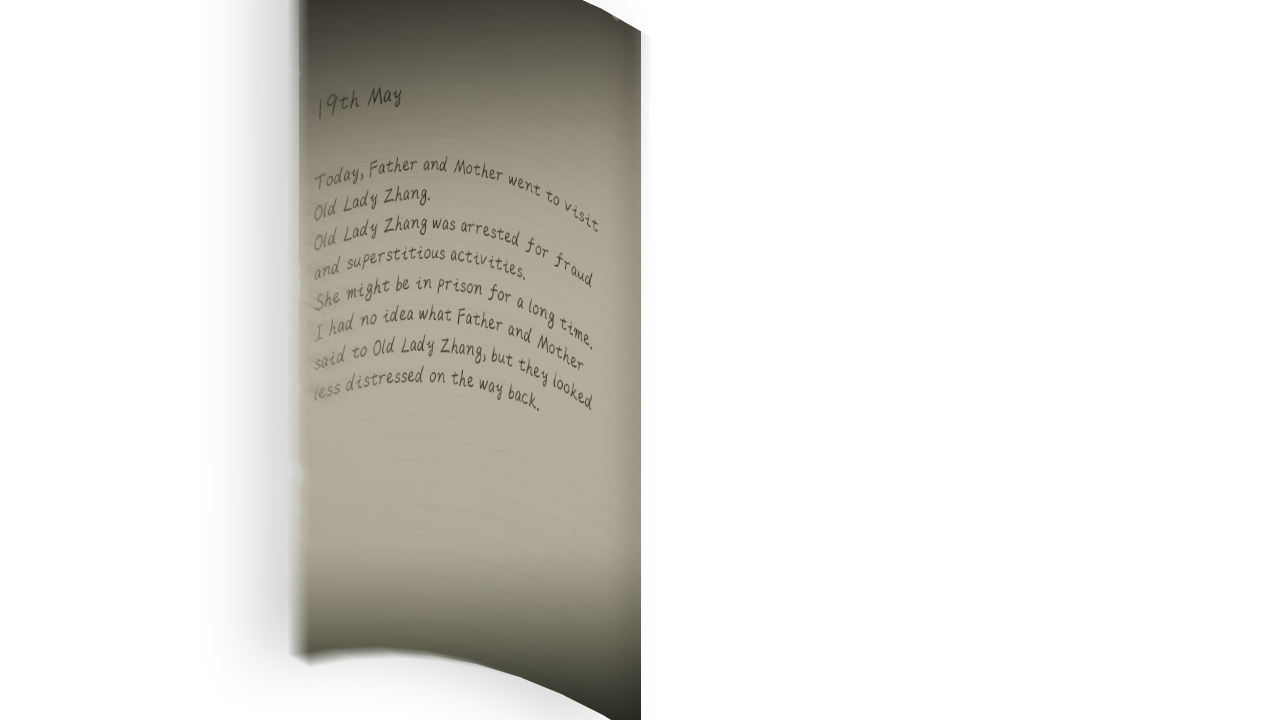 19th May
Today, Father and Mother went to visit
Old Lady Zhang.
Old Lady Zhang was arrested for fraud
and superstitious activities.
She might be in prison for a long time.
I had no idea what Father and Mother
said to Old Lady Zhang, but they looked
less distressed on the way back.